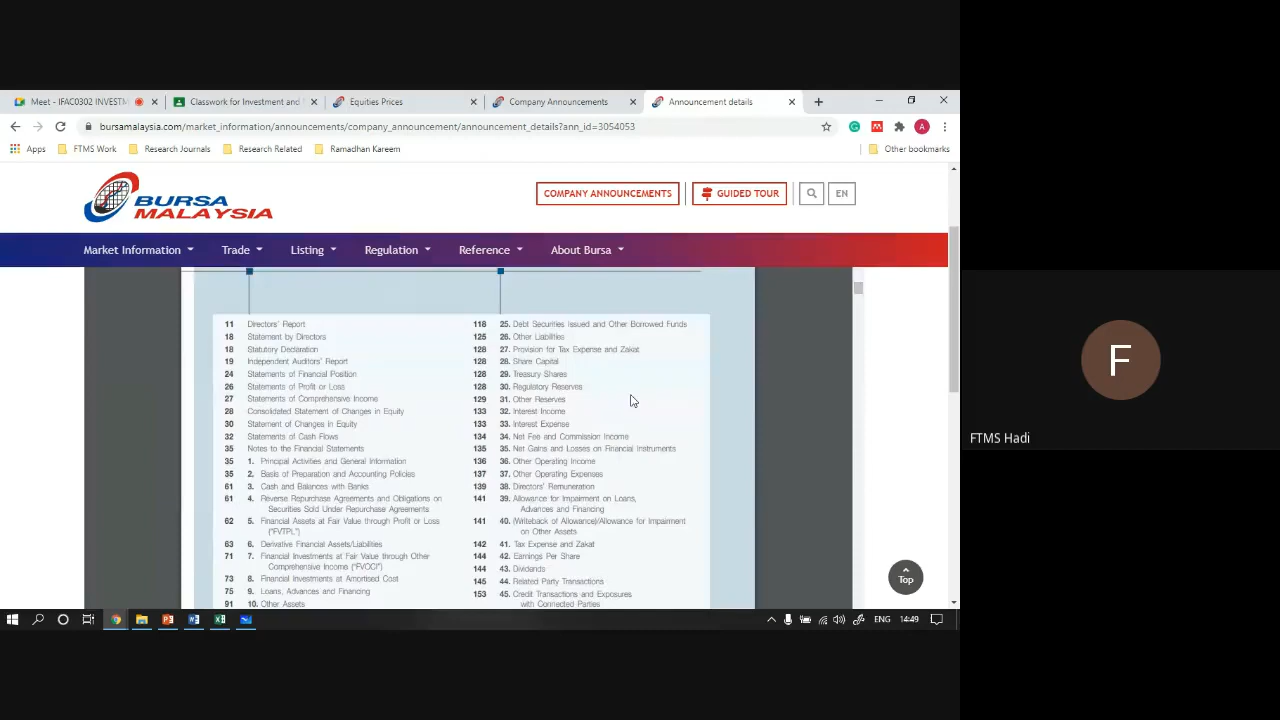 Meet - IFAC0302 INVESTM
Classwork for Investment and
Equities Prices
Company Announcements
Announcement details
bursamalaysia.com/market_information/announcements/company_announcement/announcement_details?ann_id=3054053
A
Apps
FTMS Work
Research Journals
Research Related
Ramadhan Kareem
Other bookmarks
BURSA
MALAYSIA
COMPANY ANNOUNCEMENTS
GUIDED TOUR
EN
Market Information
Trade
Listing
Regulation
Reference
About Bursa
11 Directors' Report
18 Statement by Directors
18 Statutory Declaration
19 Independent Auditors' Report
24 Statements of Financial Position
26 Statements of Profit or Loss
27 Statements of Comprehensive Income
28 Consolidated Statement of Changes in Equity
30 Statement of Changes in Equity
32 Statements of Cash Flows
35 Notes to the Financial Statements
35 1. Principal Activities and General Information
35 2. Basis of Preparation and Accounting Policies
61 3. Cash and Balances with Banks
61 4. Reverse Repurchase Agreements and Obligations on
Securities Sold Under Repurchase Agreements
62 5. Financial Assets at Fair Value through Profit or Loss
("FVTPL")
63 6. Derivative Financial Assets/Liabilities
71 7. Financial Investments at Fair Value through Other
Comprehensive Income ("FVOCI")
73 8. Financial Investments at Amortised Cost
75 9. Loans, Advances and Financing
91 10. Other Assets
118 25. Debt Securities Issued and Other Borrowed Funds
125 26. Other Liabilities
128 27. Provision for Tax Expense and Zakat
128 28. Share Capital
128 29. Treasury Shares
128 30. Regulatory Reserves
129 31. Other Reserves
133 32. Interest Income
133 33. Interest Expense
134 34. Net Fee and Commission Income
135 35. Net Gains and Losses on Financial Instruments
136 36. Other Operating Income
137 37. Other Operating Expenses
139 38. Directors' Remuneration
141 39. Allowance for Impairment on Loans,
Advances and Financing
141 40. (Writeback of Allowance)/Allowance for Impairment
on Other Assets
142 41. Tax Expense and Zakat
144 42. Earnings Per Share
144 43. Dividends
145 44. Related Party Transactions
153 45. Credit Transactions and Exposures
with Connected Parties
Top
ENG
14:49
F
FTMS Hadi